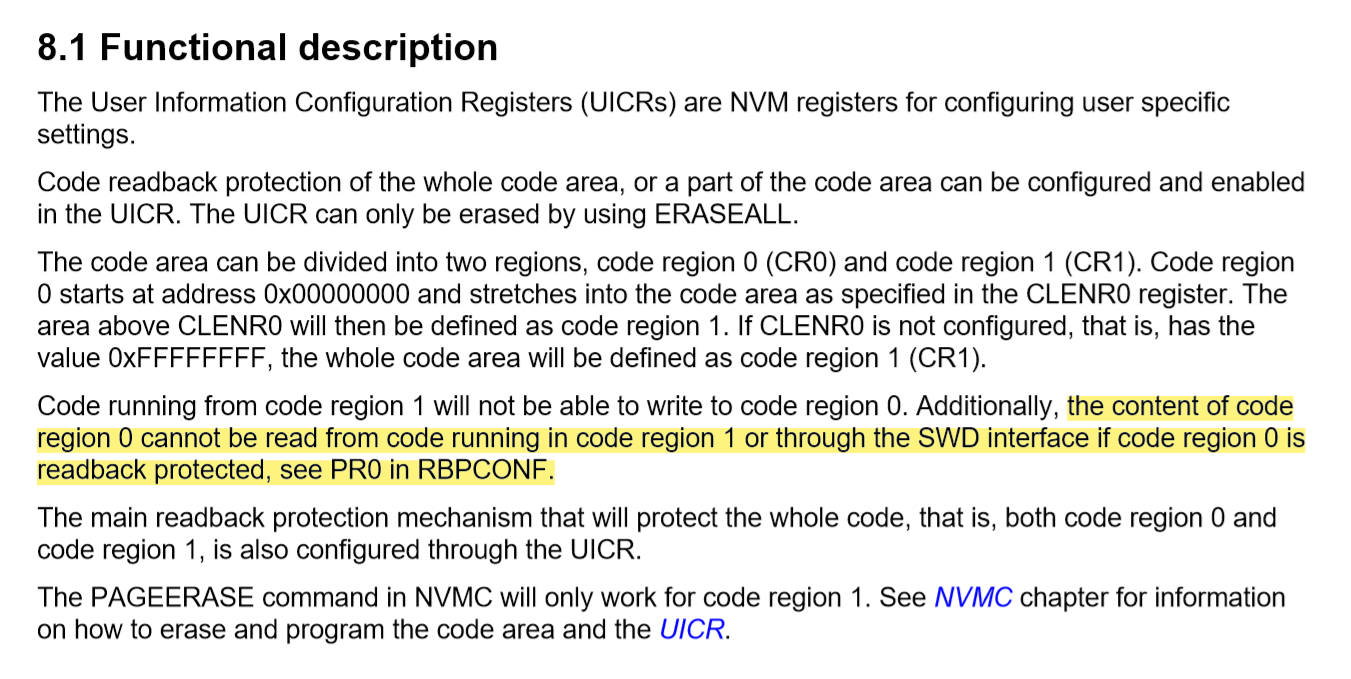 8.1 Functional description
The User Information Configuration Registers (UICRs) are NVM registers for configuring user specific
settings.
Code readback protection of the whole code area, or a part of the code area can be configured and enabled
in the UICR. The UICR can only be erased by using ERASEALL.
The code area can be divided into two regions, code region 0 (CR0) and code region 1 (CR1). Code region
0 starts at address 0x00000000 and stretches into the code area as specified in the CLENR0 register. The
area above CLENR0 will then be defined as code region 1. If CLENR0 is not configured, that is, has the
value 0xFFFFFFFF, the whole code area will be defined as code region 1 (CR1).
Code running from code region 1 will not be able to write to code region 0. Additionally, the content of code
region 0 cannot be read from code running in code region 1 or through the SWD interface if code region 0 is
readback protected, see PR0 in RBPCONF.
The main readback protection mechanism that will protect the whole code, that is, both code region 0 and
code region 1, is also configured through the UICR.
The PAGEERASE command in NVMC will only work for code region 1. See NVMC chapter for information
on how to erase and program the code area and the UICR.